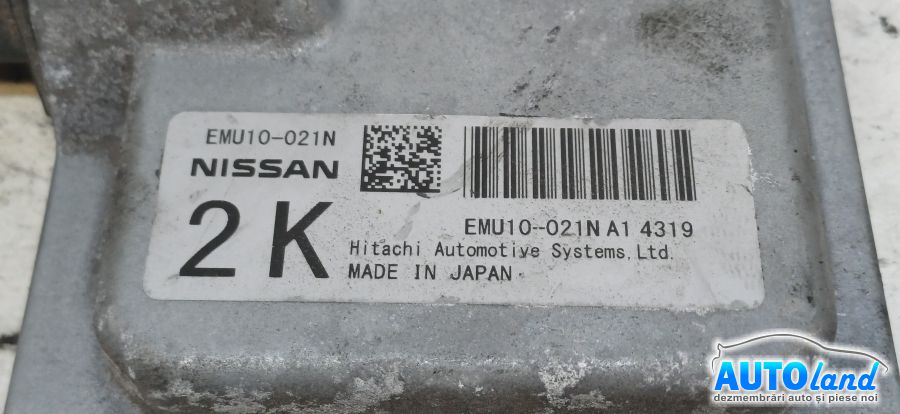 EMU10-021N
NISSAN
2K
EMU10-021N A1 4319
Hitachi Automotive Systems,Ltd.
MADE IN JAPAN
AUTOland
dezmembrări auto și piese noi